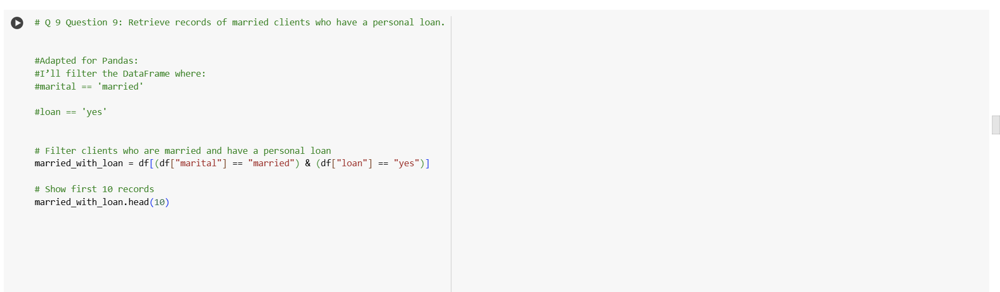 # Q 9 Question 9: Retrieve records of married clients who have a personal loan.
#Adapted for Pandas:
#I’ll filter the DataFrame where:
#marital == 'married'
#loan == 'yes'
# Filter clients who are married and have a personal loan
married_with_loan = df[(df["marital"] == "married") & (df["loan"] == "yes")]
# Show first 10 records
married_with_loan.head(10)